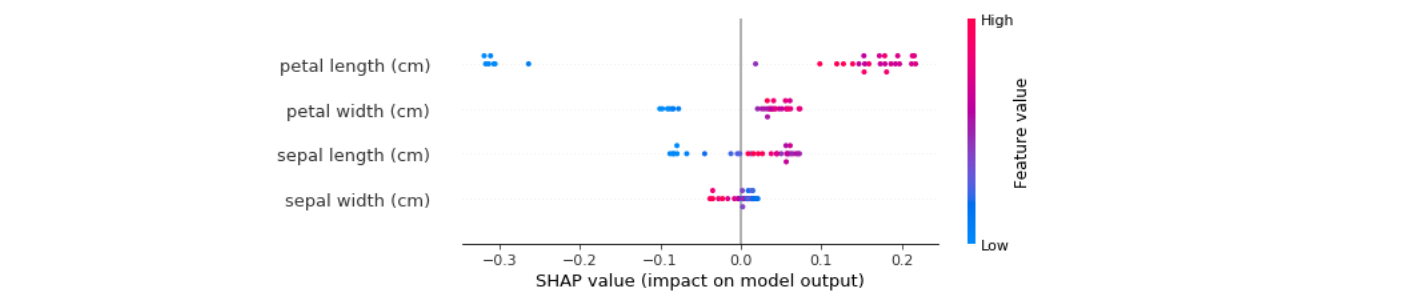 High
petal length (cm)
petal width (cm)
Feature value
sepal length (cm)
sepal width (cm)
Low
−0.3 −0.2 −0.1 0.0 0.1 0.2
SHAP value (impact on model output)